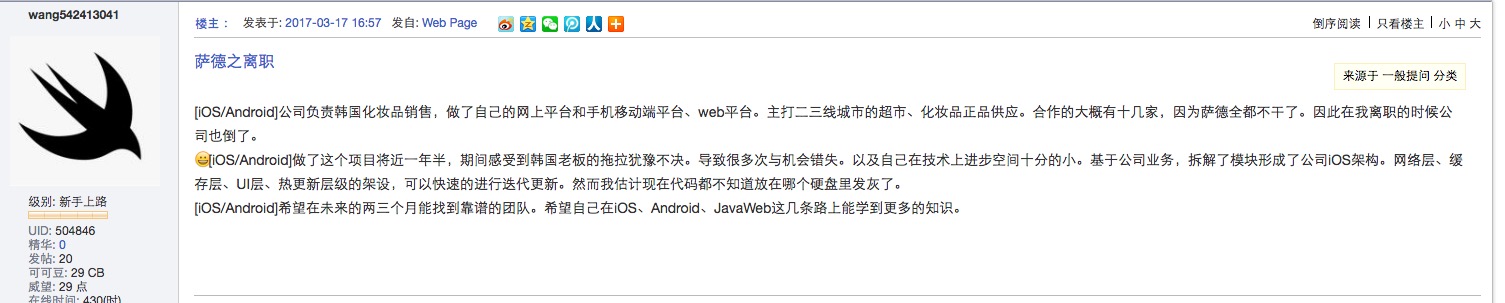 wang542413041
级别: 新手上路
UID: 504846
精华: 0
发帖: 20
可可豆: 29 CB
威望: 29 点
在线时间: 430(时)
楼主： 发表于: 2017-03-17 16:57 发自: Web Page
倒序阅读 | 只看楼主 | 小 中 大
萨德之离职
来源于 一般提问 分类
[iOS/Android]公司负责韩国化妆品销售，做了自己的网上平台和手机移动端平台、web平台。主打二三线城市的超市、化妆品正品供应。合作的大概有十几家，因为萨德全都不干了。因此在我离职的时候公
司也倒了。
[iOS/Android]做了这个项目将近一年半，期间感受到韩国老板的拖拉犹豫不决。导致很多次与机会错失。以及自己在技术上进步空间十分的小。基于公司业务，拆解了模块形成了公司iOS架构。网络层、缓
存层、UI层、热更新层级的架设，可以快速的进行迭代更新。然而我估计现在代码都不知道放在哪个硬盘里发灰了。
[iOS/Android]希望在未来的两三个月能找到靠谱的团队。希望自己在iOS、Android、JavaWeb这几条路上能学到更多的知识。